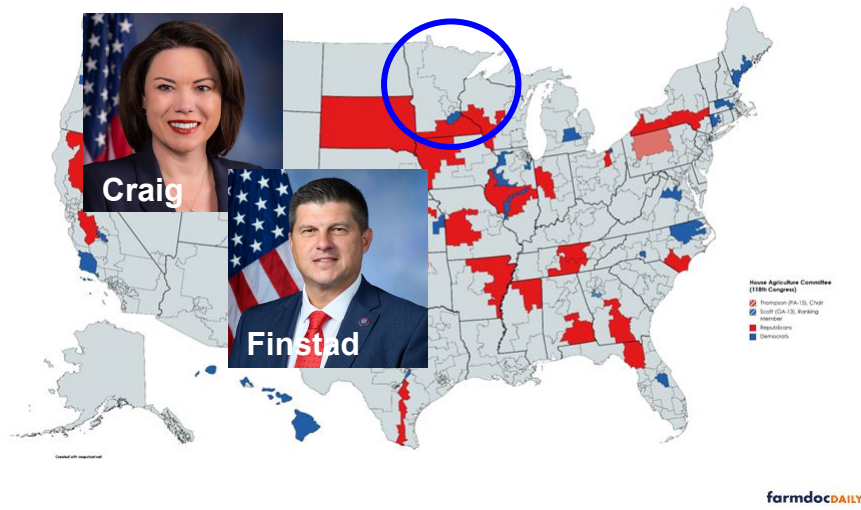 Craig
Finstad
House Agriculture Committee
(118th Congress)
Thompson (PA-15), Chair
Scott (GA-13), Ranking
Member
Republicans
Democrats
Created with mapchart.net
farmdocDAILY